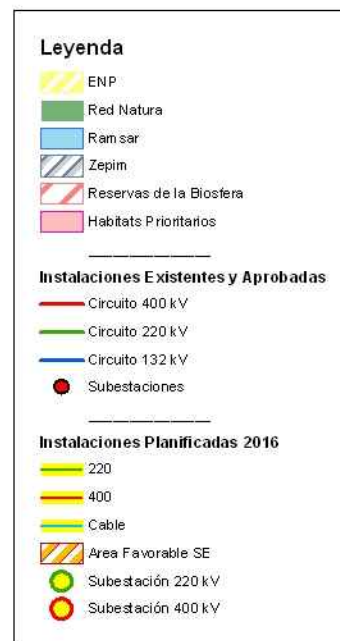 Leyenda
ENP
Red Natura
Ramsar
Zepim
Reservas de la Biosfera
Habitats Prioritarios
Instalaciones Existentes y Aprobadas
Circuito 400 kV
Circuito 220 kV
Circuito 132 kV
Subestaciones
Instalaciones Planificadas 2016
220
400
Cable
Area Favorable SE
Subestación 220 kV
Subestación 400 kV